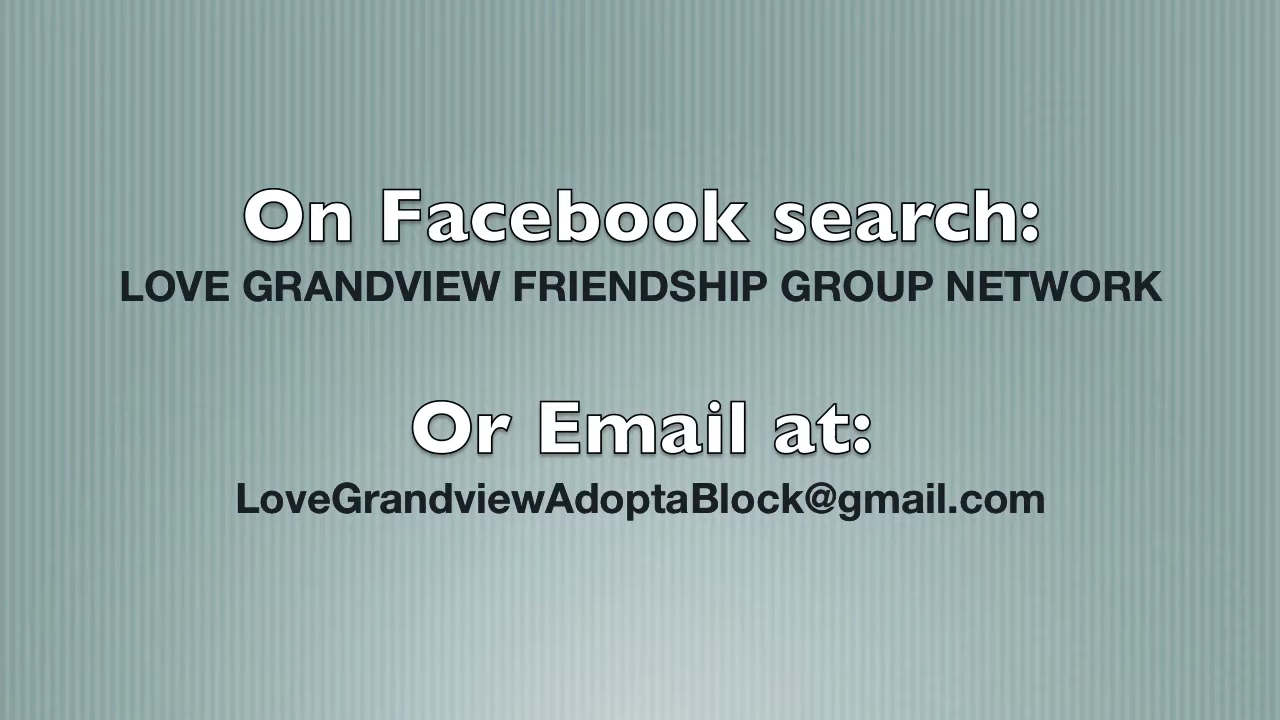 On Facebook search:
LOVE GRANDVIEW FRIENDSHIP GROUP NETWORK
Or Email at:
LoveGrandviewAdoptaBlock@gmail.com